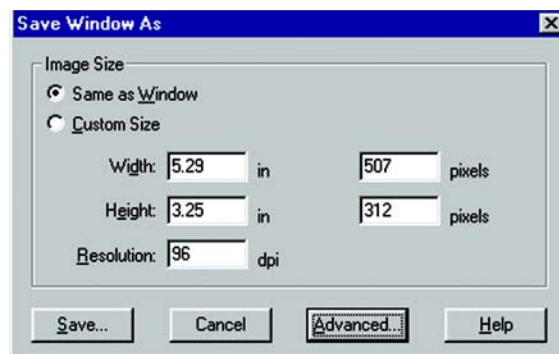 Save Window As
Image Size
Same as Window
Custom Size
Width: 5.29 in 507 pixels
Height: 3.25 in 312 pixels
Resolution: 96 dpi
Save... Cancel Advanced... Help